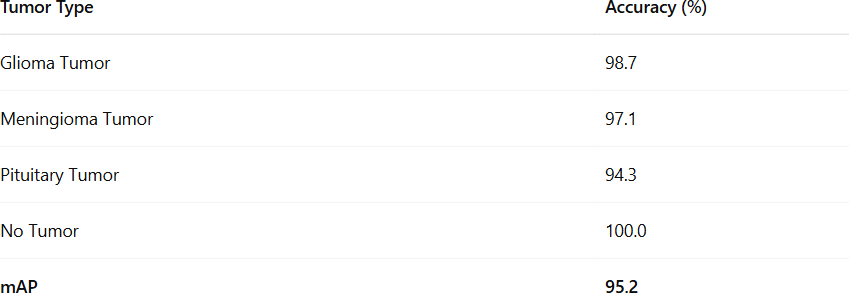 Tumor Type Accuracy (%)
Glioma Tumor 98.7
Meningioma Tumor 97.1
Pituitary Tumor 94.3
No Tumor 100.0
mAP 95.2